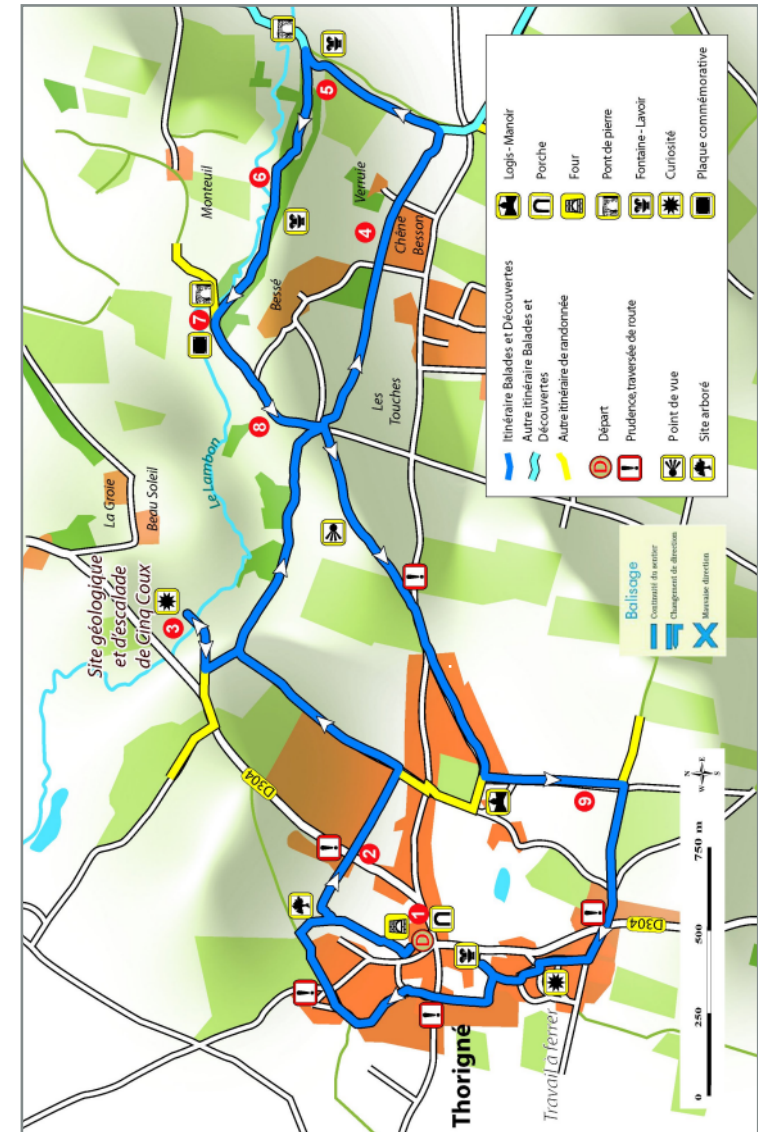 La Groie
Beau Soleil
Monteuil
Site géologique
et d'escalade
de Cinq Coux
Le Lambon
3
7
6
5
D304
8
Bessé
Verruie
4
Chêne
Besson
Les
Touches
2
1
D
Thorigné
Travail à ferrer
D304
9
Itinéraire Balades et Découvertes
Autre itinéraire Balades et
Découvertes
Autre itinéraire de randonnée
D Départ
! Prudence, traversée de route
Point de vue
Site arboré
Logis - Manoir
Porche
Four
Pont de pierre
Fontaine - Lavoir
Curiosité
Plaque commémorative
Balisage
Continuité du sentier
Changement de direction
Mauvaise direction
0 250 500 750 m
N
W E
S
!
!
!
!
!